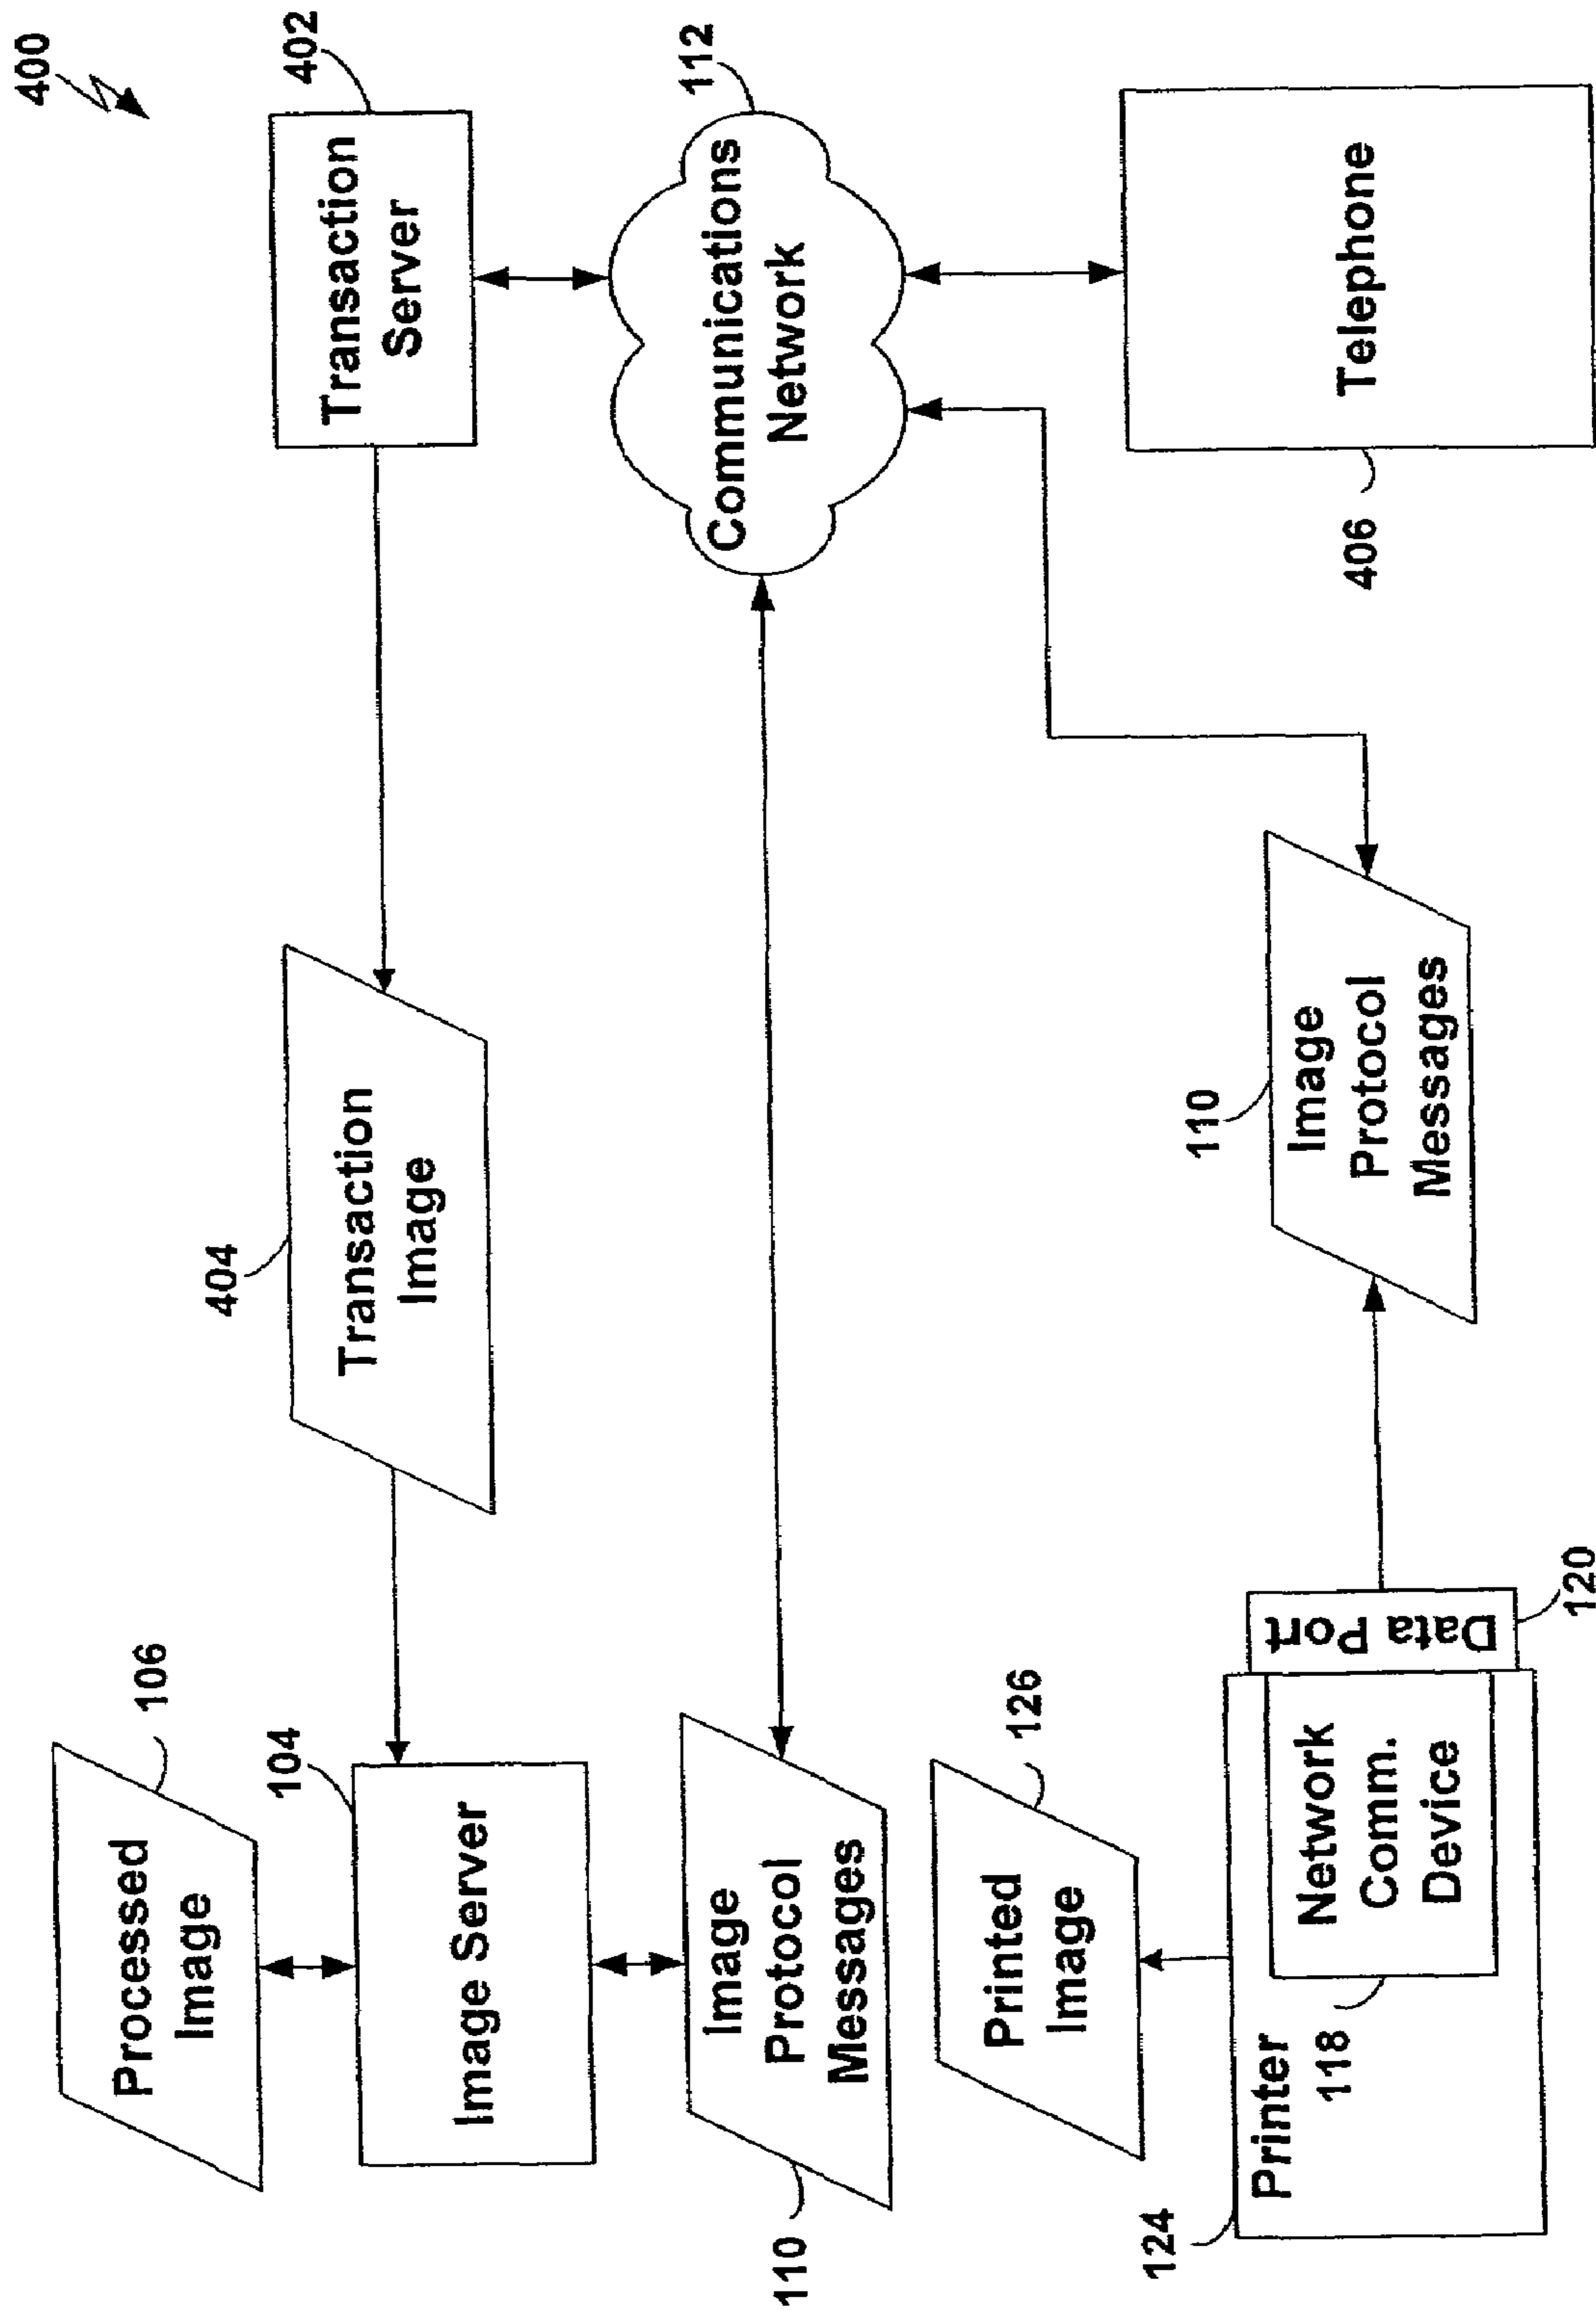 400
Processed
Image
106
104
Image Server
Image
Protocol
Messages
110
Transaction
Image
404
Transaction
Server
402
Communications
Network
112
Printed
Image
126
Printer
124
Network
Comm.
Device
118
Data Port
120
Image
Protocol
Messages
110
Telephone
406